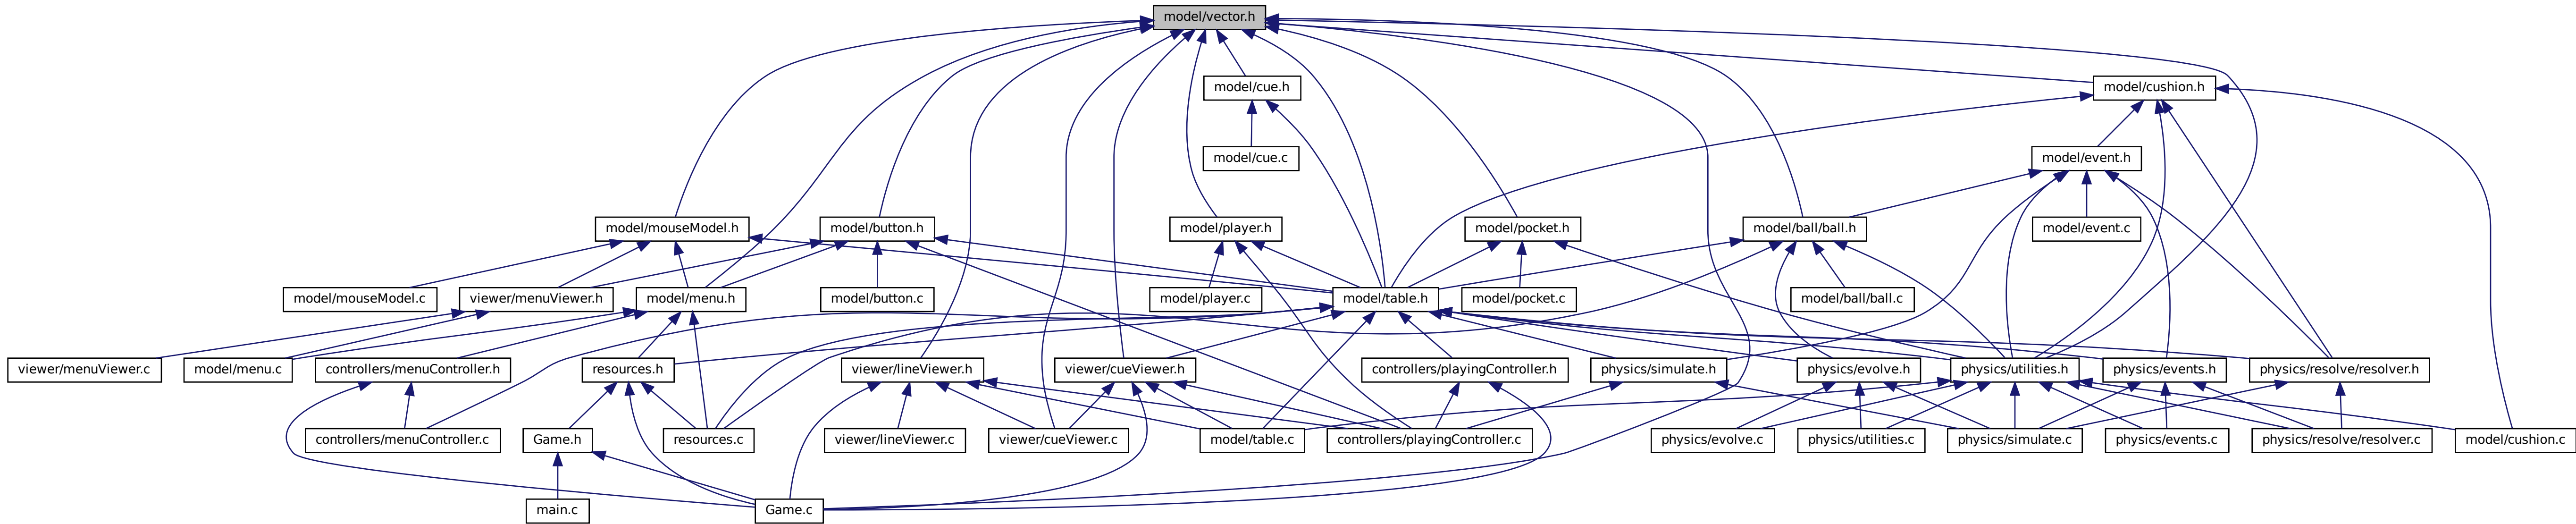 model/vector.h
model/cue.h
model/cushion.h
model/cue.c
model/event.h
model/mouseModel.h
model/button.h
model/player.h
model/pocket.h
model/ball/ball.h
model/event.c
model/mouseModel.c
viewer/menuViewer.h
model/menu.h
model/button.c
model/player.c
model/table.h
model/pocket.c
model/ball/ball.c
viewer/menuViewer.c
model/menu.c
controllers/menuController.h
resources.h
viewer/lineViewer.h
viewer/cueViewer.h
controllers/playingController.h
physics/simulate.h
physics/evolve.h
physics/utilities.h
physics/events.h
physics/resolve/resolver.h
controllers/menuController.c
Game.h
resources.c
viewer/lineViewer.c
viewer/cueViewer.c
model/table.c
controllers/playingController.c
physics/evolve.c
physics/utilities.c
physics/simulate.c
physics/events.c
physics/resolve/resolver.c
model/cushion.c
main.c
Game.c